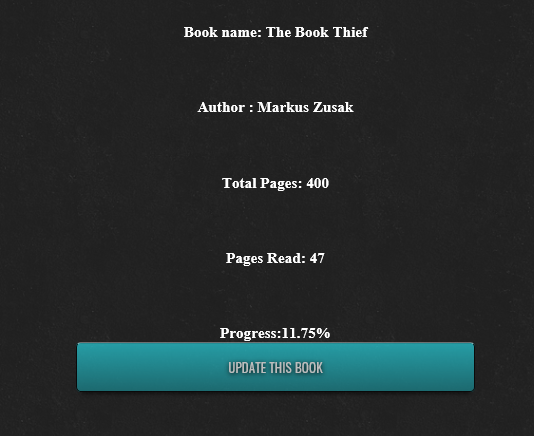 Book name: The Book Thief
Author : Markus Zusak
Total Pages: 400
Pages Read: 47
Progress:11.75%
UPDATE THIS BOOK